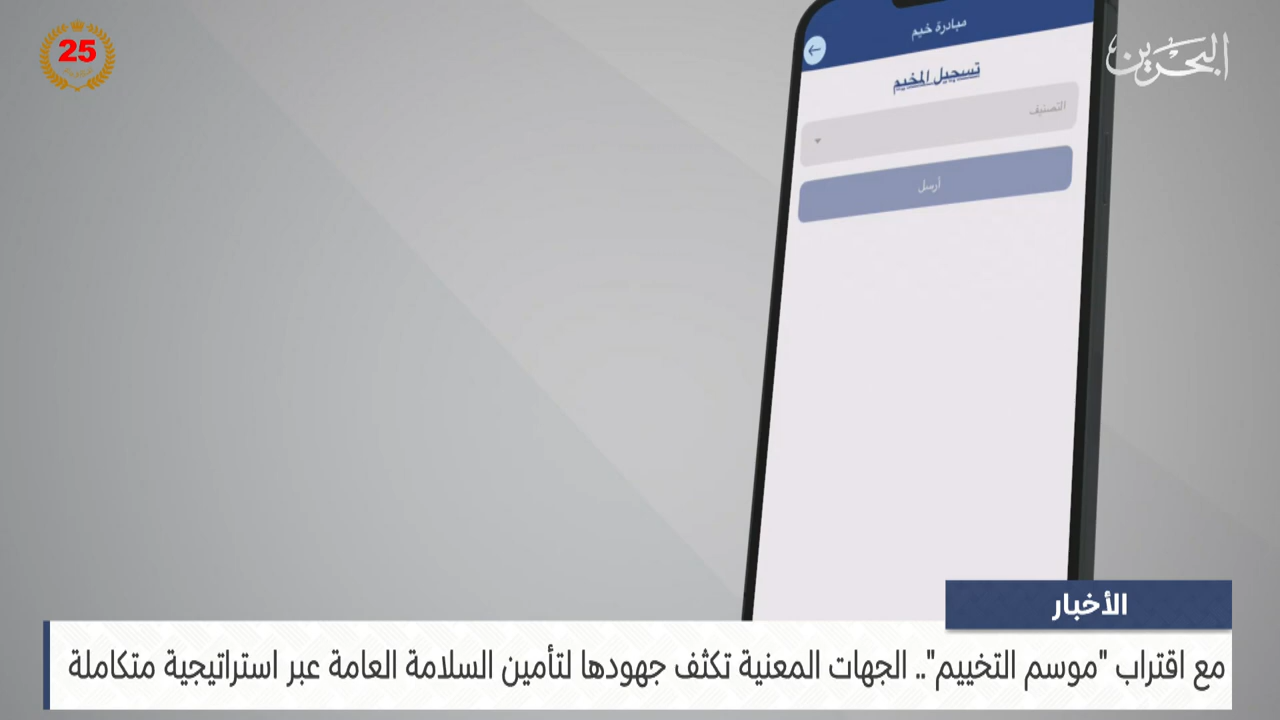 25
البحرين
مبادرة خيم
تسجيل المخيم
التصنيف
أرسل
الأخبار
مع اقتراب "موسم التخييم".. الجهات المعنية تكثف جهودها لتأمين السلامة العامة عبر استراتيجية متكاملة